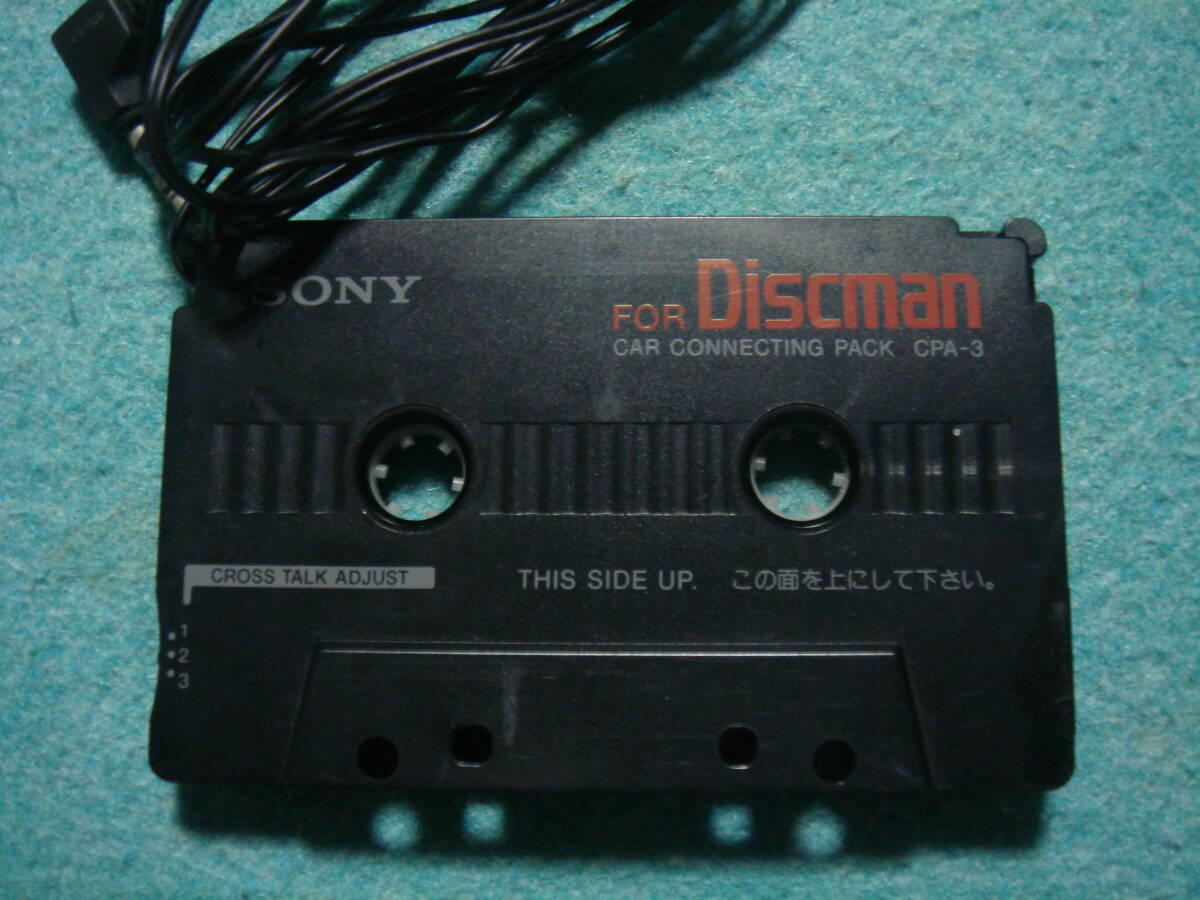 SONY
FOR Discman
CAR CONNECTING PACK CPA-3
CROSS TALK ADJUST
THIS SIDE UP. この面を上にして下さい。
1
2
3